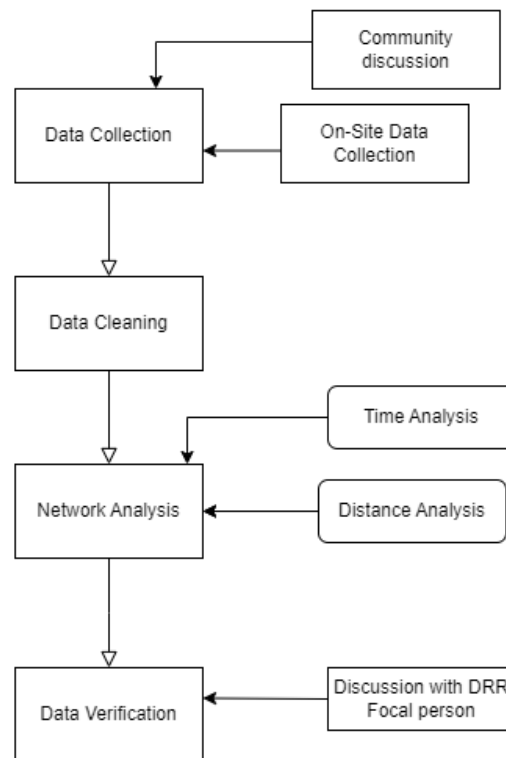 Community
discussion
Data Collection
On-Site Data
Collection
Data Cleaning
Time Analysis
Network Analysis
Distance Analysis
Discussion with DRR
Focal person
Data Verification